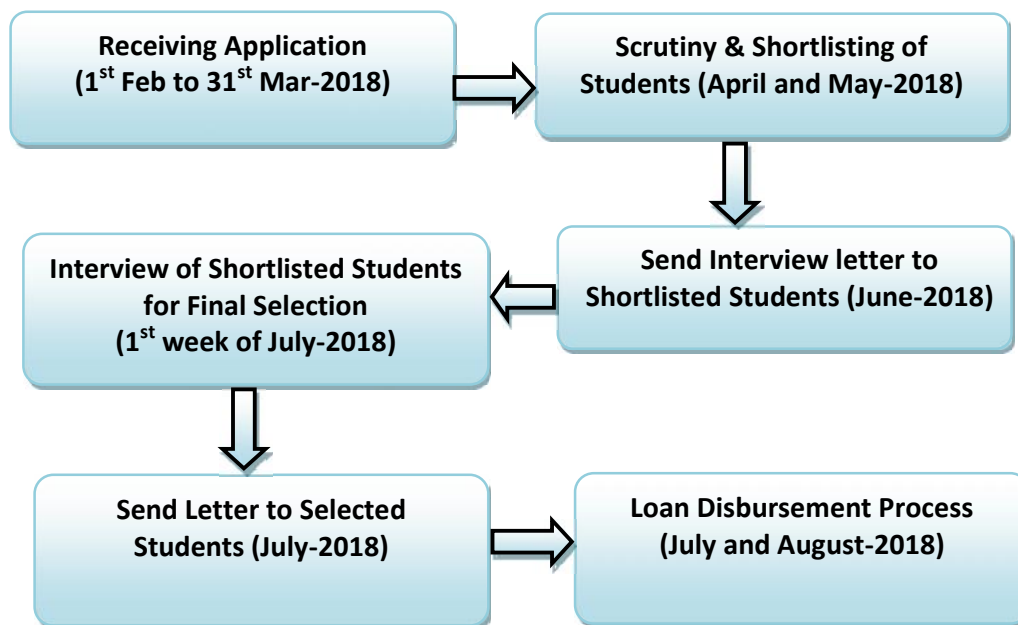 Receiving Application
(1st Feb to 31st Mar-2018)
Scrutiny & Shortlisting of
Students (April and May-2018)
Send Interview letter to
Shortlisted Students (June-2018)
Interview of Shortlisted Students
for Final Selection
(1st week of July-2018)
Send Letter to Selected
Students (July-2018)
Loan Disbursement Process
(July and August-2018)